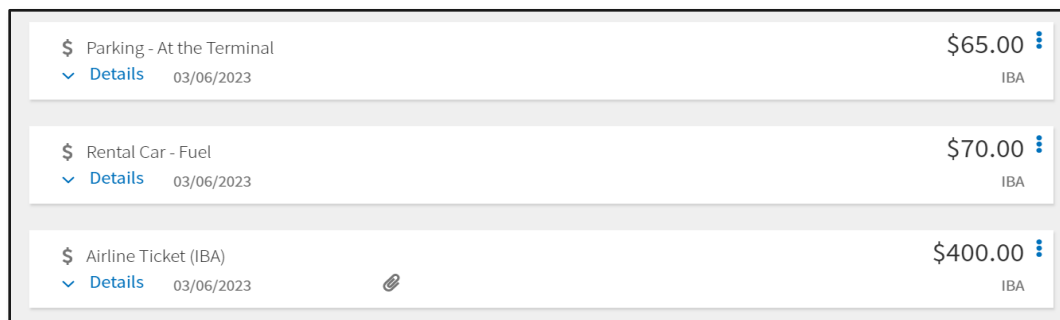 $ Parking - At the Terminal $65.00
Details 03/06/2023 IBA
$ Rental Car - Fuel $70.00
Details 03/06/2023 IBA
$ Airline Ticket (IBA) $400.00
Details 03/06/2023 IBA